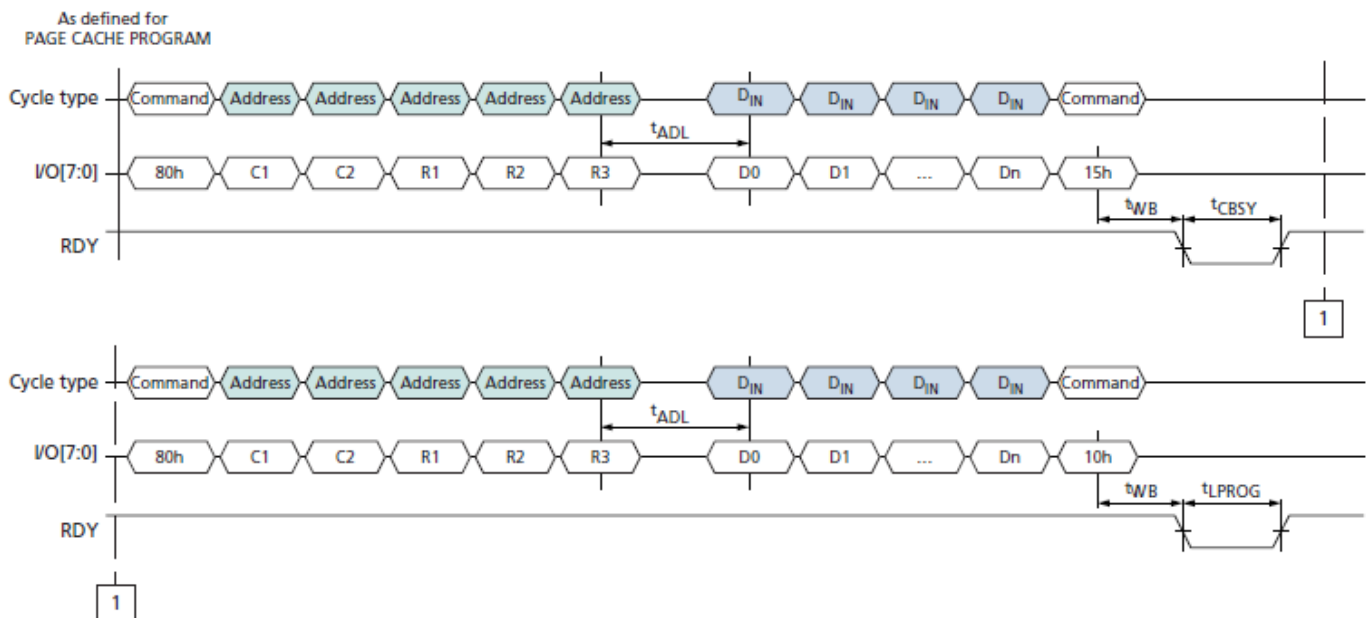 As defined for
PAGE CACHE PROGRAM
Cycle type Command Address Address Address Address Address DIN DIN DIN DIN Command
tADL
I/O[7:0] 80h C1 C2 R1 R2 R3 D0 D1 ... Dn 15h
tWB tCBSY
RDY
1
Cycle type Command Address Address Address Address Address DIN DIN DIN DIN Command
tADL
I/O[7:0] 80h C1 C2 R1 R2 R3 D0 D1 ... Dn 10h
tWB tLPROG
RDY
1